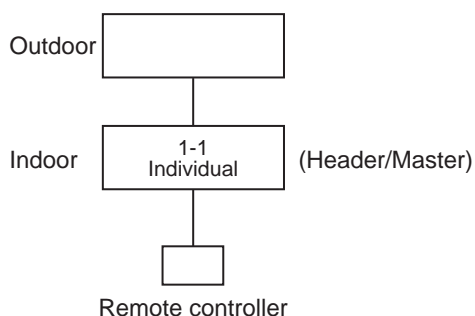 Outdoor
1-1
Individual
Indoor
(Header/Master)
Remote controller